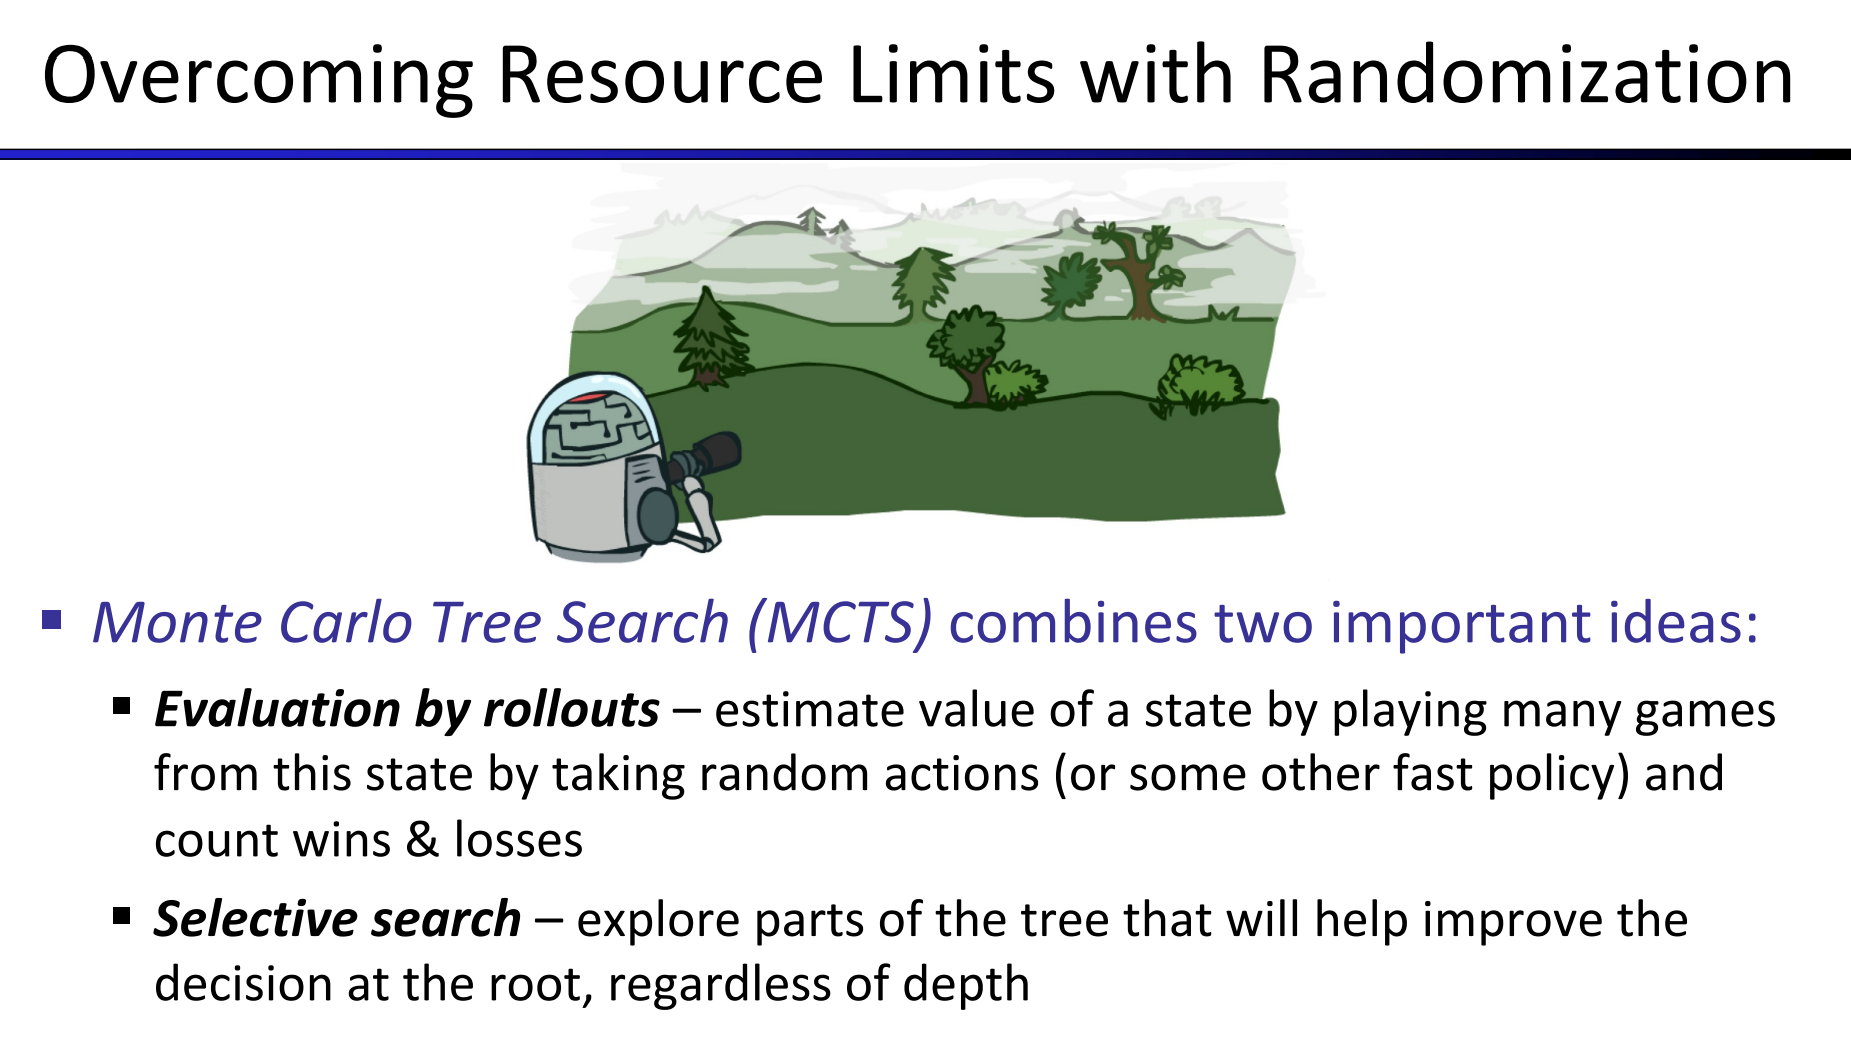 Overcoming Resource Limits with Randomization
▪ Monte Carlo Tree Search (MCTS) combines two important ideas:
▪ Evaluation by rollouts – estimate value of a state by playing many games
from this state by taking random actions (or some other fast policy) and
count wins & losses
▪ Selective search – explore parts of the tree that will help improve the
decision at the root, regardless of depth